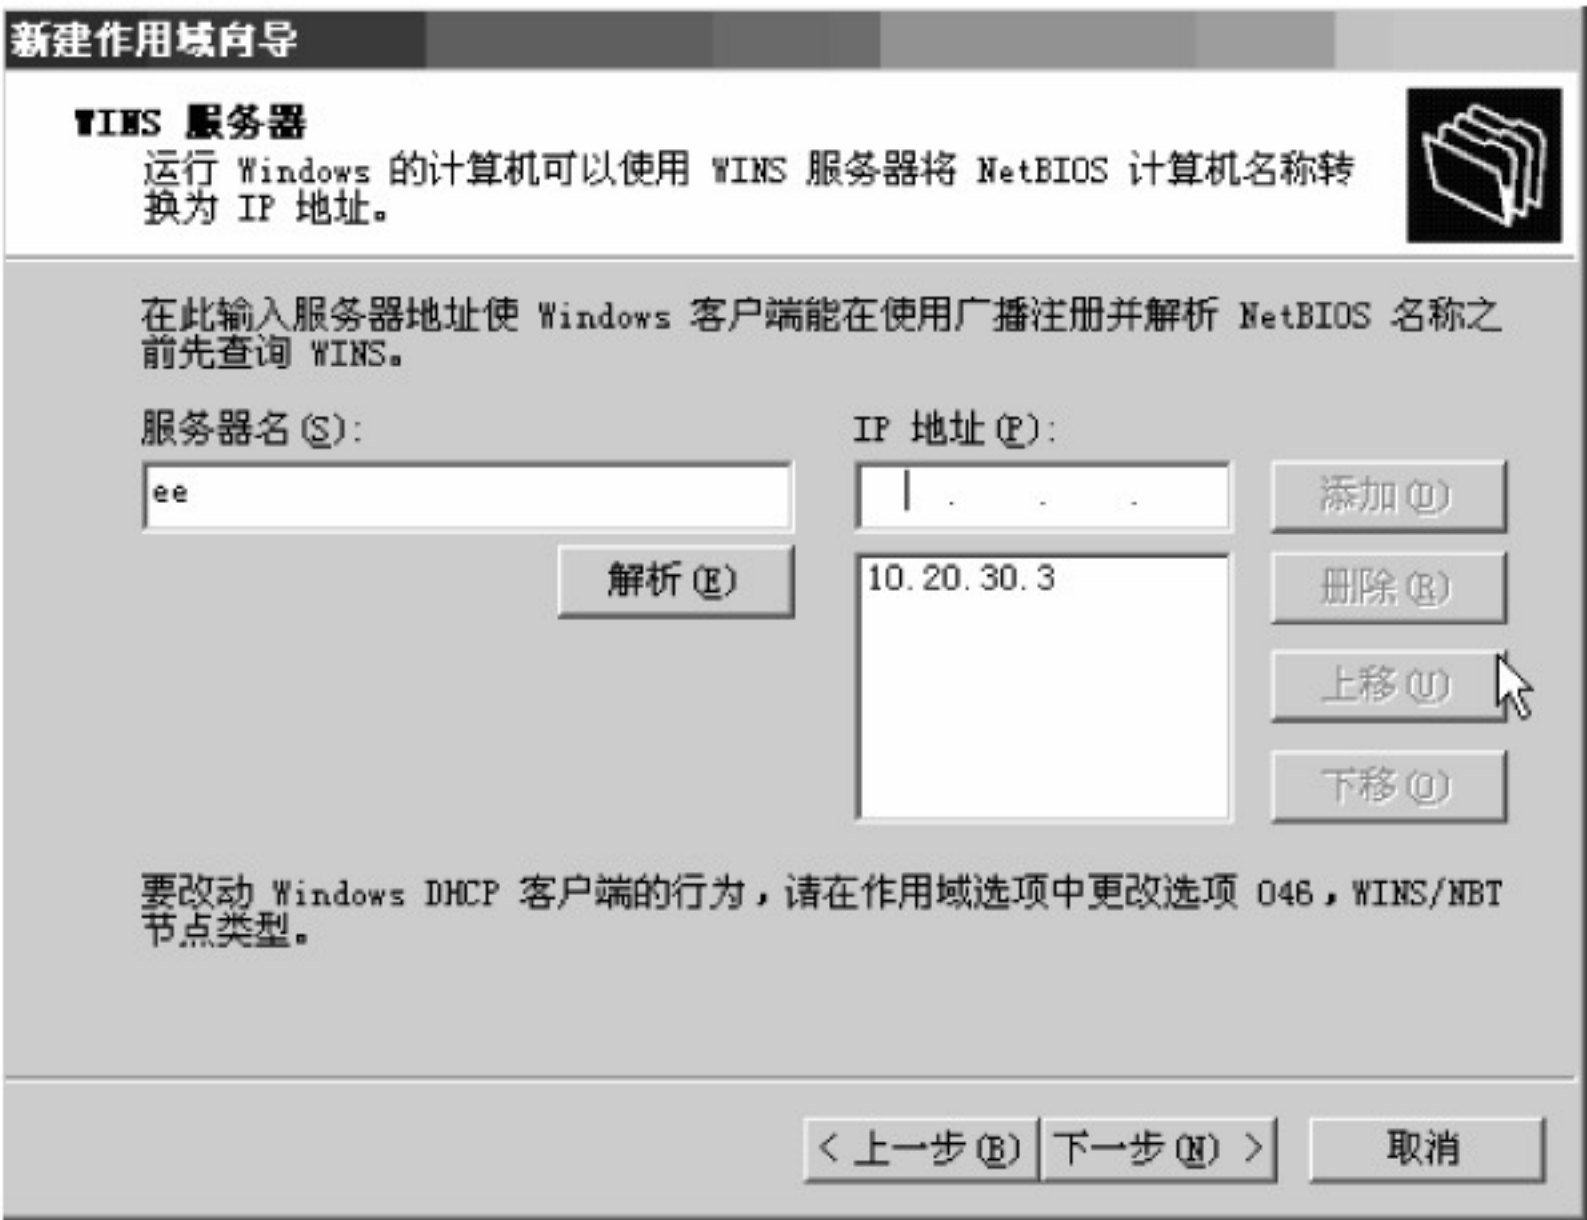 新建作用域向导
WINS 服务器
运行 Windows 的计算机可以使用 WINS 服务器将 NetBIOS 计算机名称转
换为 IP 地址。
在此输入服务器地址使 Windows 客户端能在使用广播注册并解析 NetBIOS 名称之
前先查询 WINS。
服务器名(S):
IP 地址(P):
ee
. . .
添加(D)
解析(E)
10.20.30.3
删除(R)
上移(U)
下移(O)
要改动 Windows DHCP 客户端的行为，请在作用域选项中更改选项 046，WINS/NBT
节点类型。
< 上一步(B)
下一步(N) >
取消